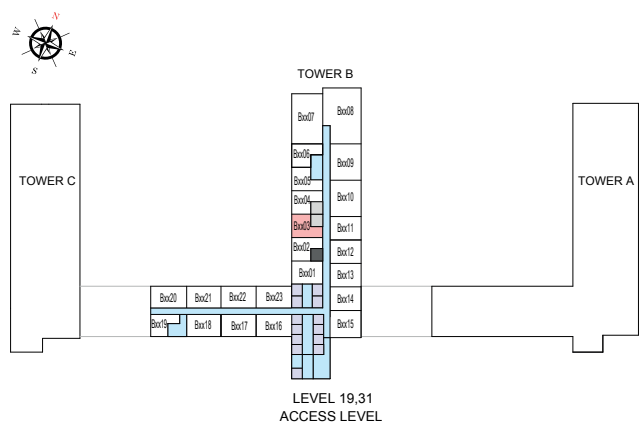 N
W
E
S
TOWER B
Bxx07
Bxx08
Bxx06
Bxx09
Bxx05
TOWER C
TOWER A
Bxx04
Bxx10
Bxx03
Bxx11
Bxx02
Bxx12
Bxx01
Bxx13
Bxx20 Bxx21 Bxx22 Bxx23
Bxx14
Bxx19 Bxx18 Bxx17 Bxx16
Bxx15
LEVEL 19,31
ACCESS LEVEL